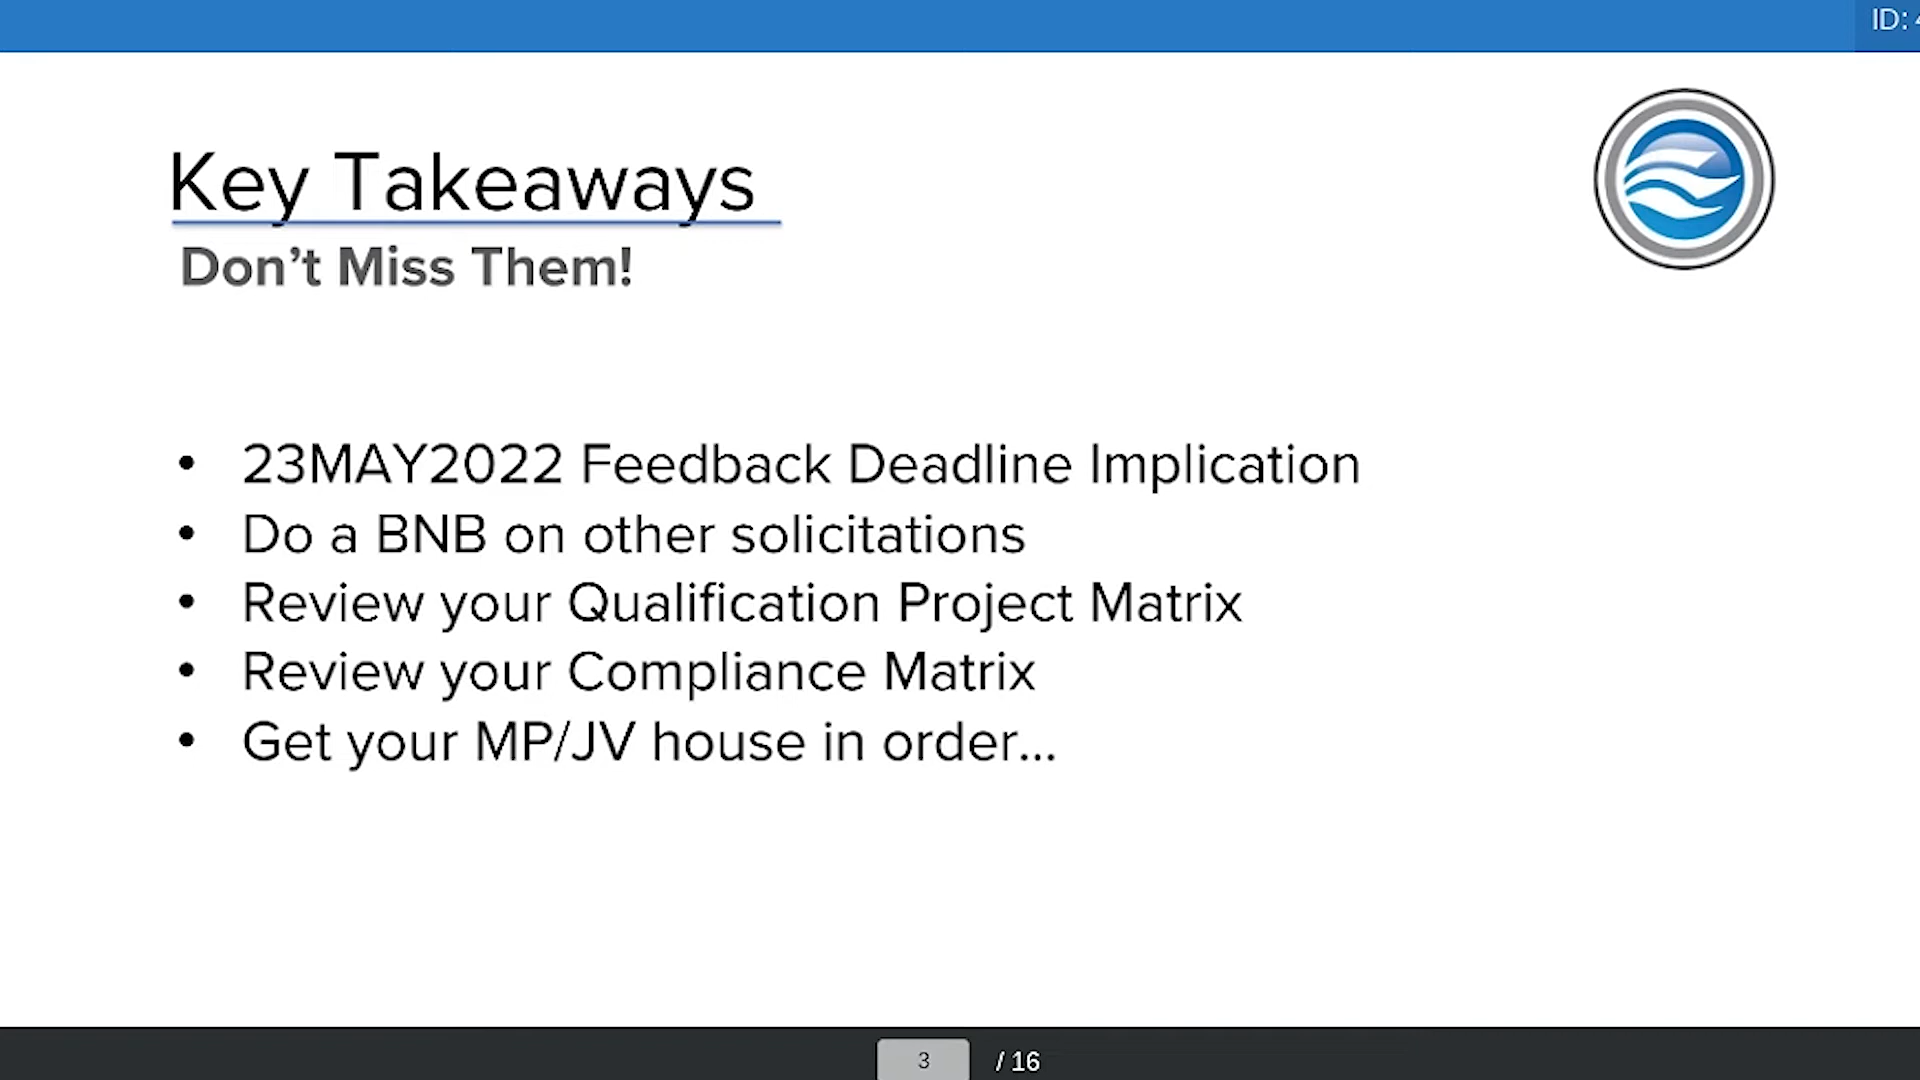 ID:
Key Takeaways
Don't Miss Them!
• 23MAY2022 Feedback Deadline Implication
• Do a BNB on other solicitations
• Review your Qualification Project Matrix
• Review your Compliance Matrix
• Get your MP/JV house in order...
3 / 16